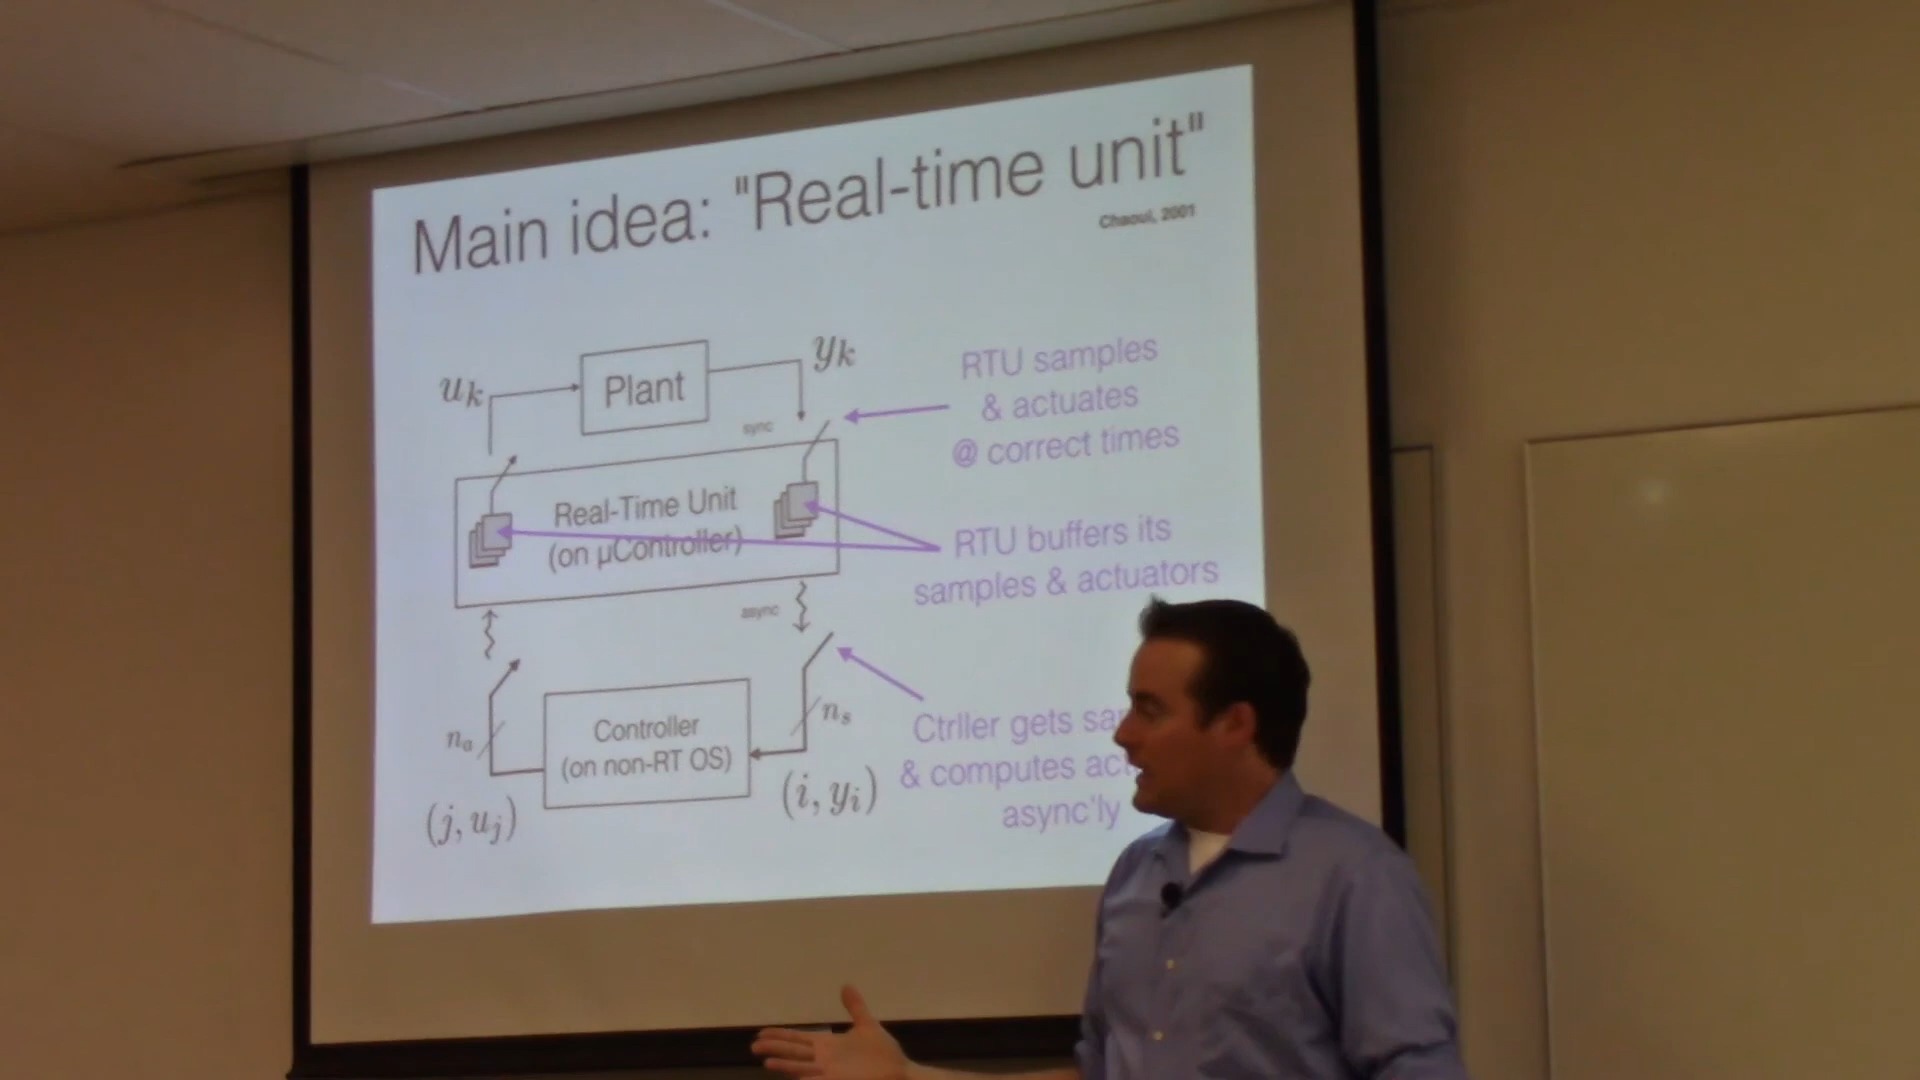 Main idea: "Real-time unit"
Chaoui, 2001
u_k
Plant
y_k
sync
RTU samples
& actuates
@ correct times
Real-Time Unit
(on µController)
RTU buffers its
samples & actuators
async
n_a
Controller
(on non-RT OS)
n_s
(j, u_j)
(i, y_i)
Ctrller gets
& computes
async'ly